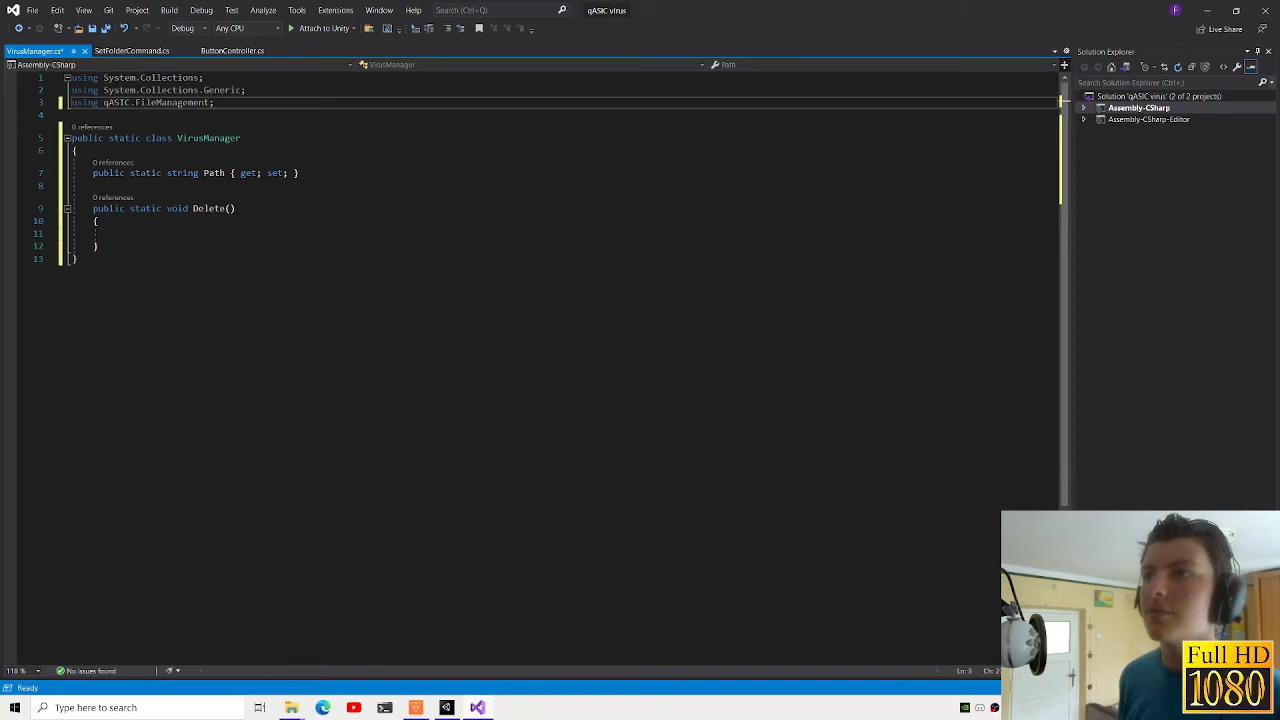 File Edit View Git Project Build Debug Test Analyze Tools Extensions Window Help Search (Ctrl+Q) qASIC virus
Debug Any CPU Attach to Unity Live Share
VirusManager.cs* SetFolderCommand.cs ButtonController.cs
Assembly-CSharp VirusManager Path
1 using System.Collections;
2 using System.Collections.Generic;
3 using qASIC.FileManagement;
4
0 references
5 public static class VirusManager
6 {
0 references
7 public static string Path { get; set; }
8
0 references
9 public static void Delete()
10 {
11
12 }
13 }
Solution Explorer
Search Solution Explorer (Ctrl+;)
Solution 'qASIC virus' (2 of 2 projects)
Assembly-CSharp
Assembly-CSharp-Editor
118 % No issues found Ln: 3
Ready
Type here to search
Full HD
1080